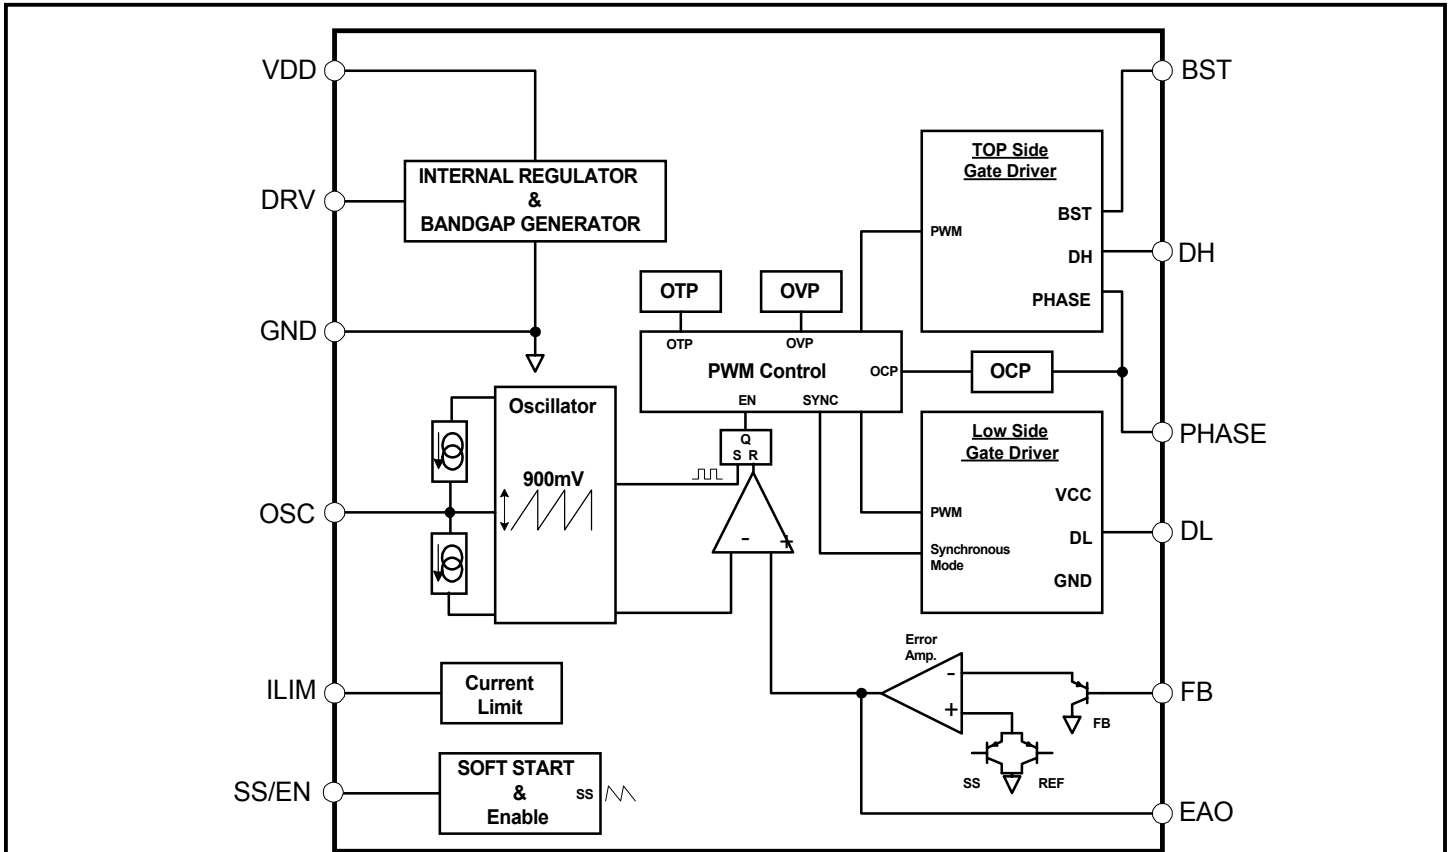 VDD
DRV
GND
OSC
ILIM
SS/EN
INTERNAL REGULATOR
&
BANDGAP GENERATOR
Oscillator
900mV
Current
Limit
SOFT START
&
Enable
SS
OTP
OVP
OTP
OVP
PWM Control
OCP
EN
SYNC
Q
S R
-
+
OCP
TOP Side
Gate Driver
BST
PWM
DH
PHASE
Low Side
Gate Driver
VCC
PWM
DL
Synchronous
Mode
GND
Error
Amp.
-
+
FB
SS
REF
BST
DH
PHASE
DL
FB
EAO